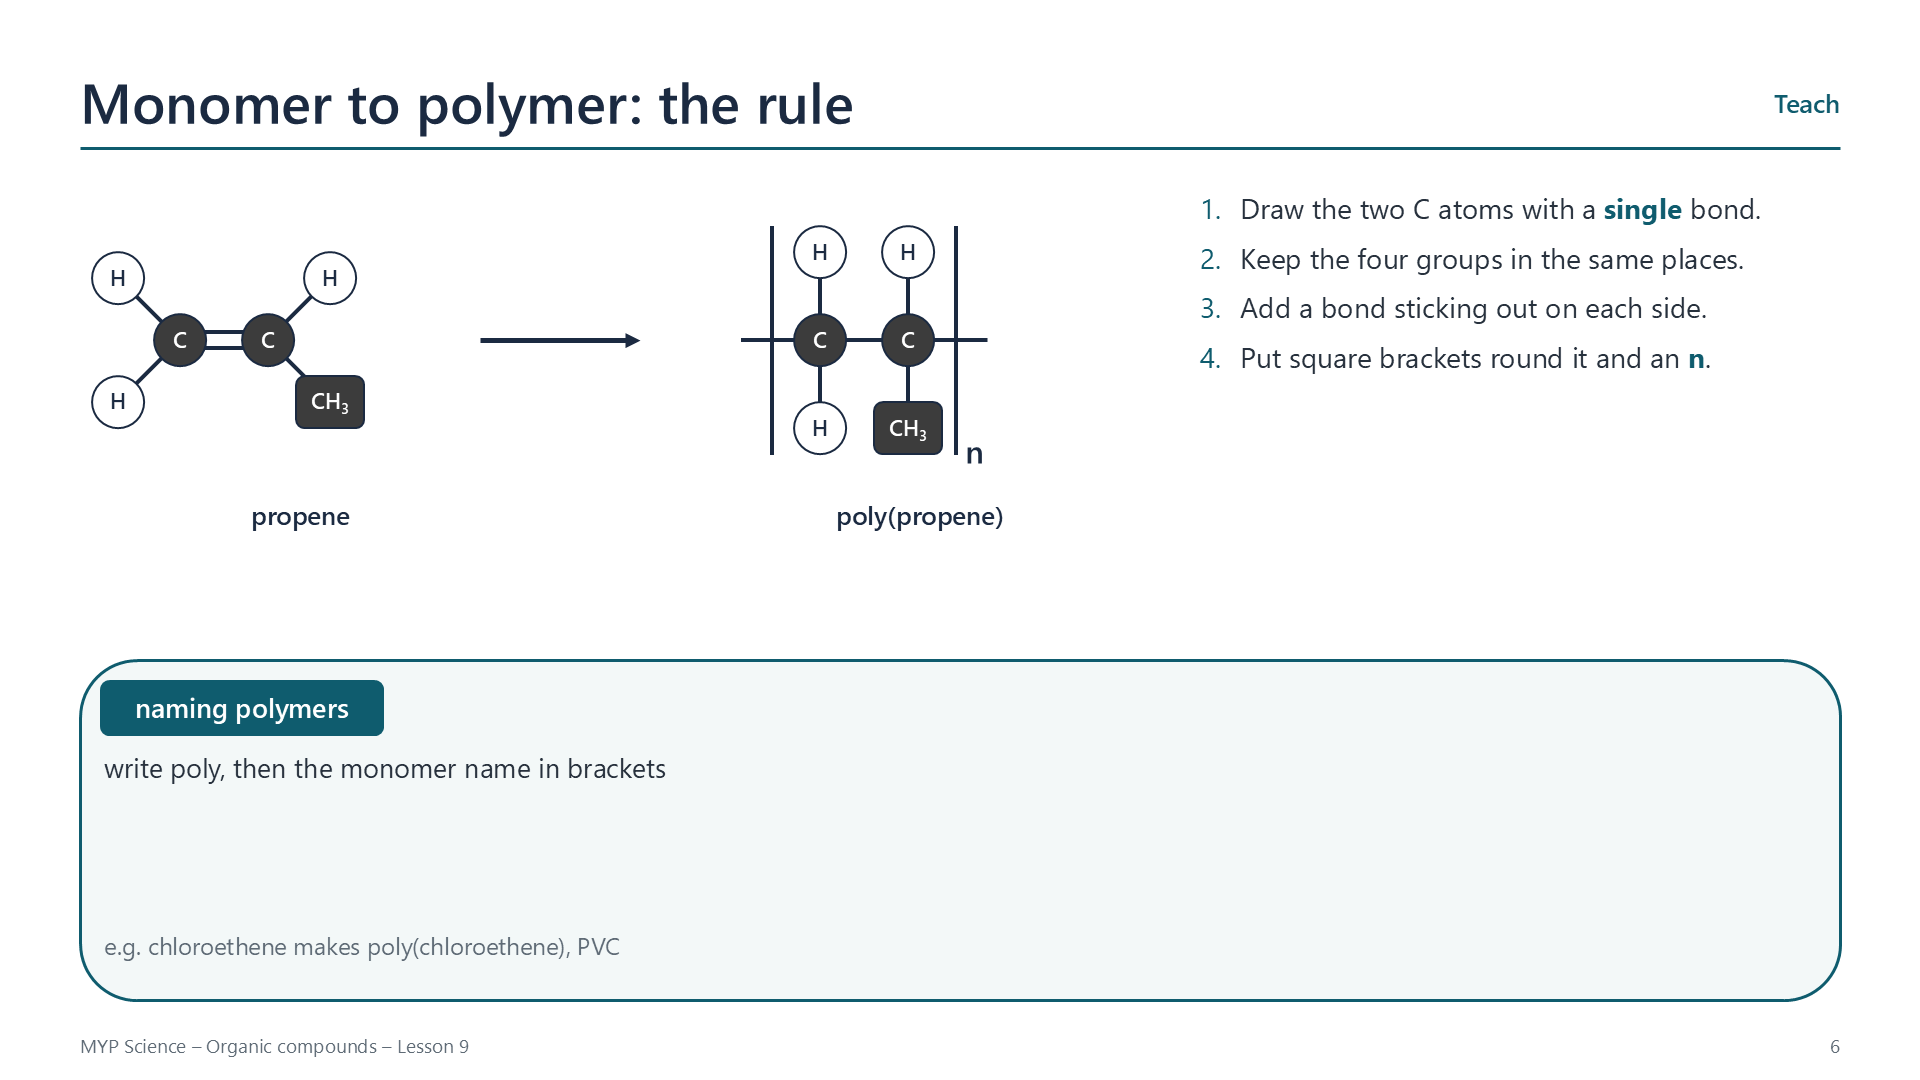 Monomer to polymer: the rule
Teach
H H
C C
H CH₃
H H
C C
H CH₃
n
propene
poly(propene)
1. Draw the two C atoms with a single bond.
2. Keep the four groups in the same places.
3. Add a bond sticking out on each side.
4. Put square brackets round it and an n.
naming polymers
write poly, then the monomer name in brackets
e.g. chloroethene makes poly(chloroethene), PVC
MYP Science – Organic compounds – Lesson 9
6